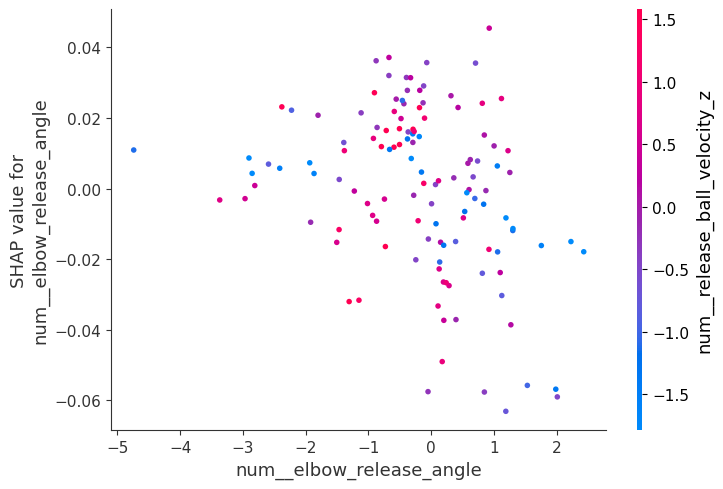 0.04
0.02
0.00
−0.02
−0.04
−0.06
SHAP value for
num__elbow_release_angle
−5 −4 −3 −2 −1 0 1 2
num__elbow_release_angle
1.5
1.0
0.5
0.0
−0.5
−1.0
−1.5
num__release_ball_velocity_z